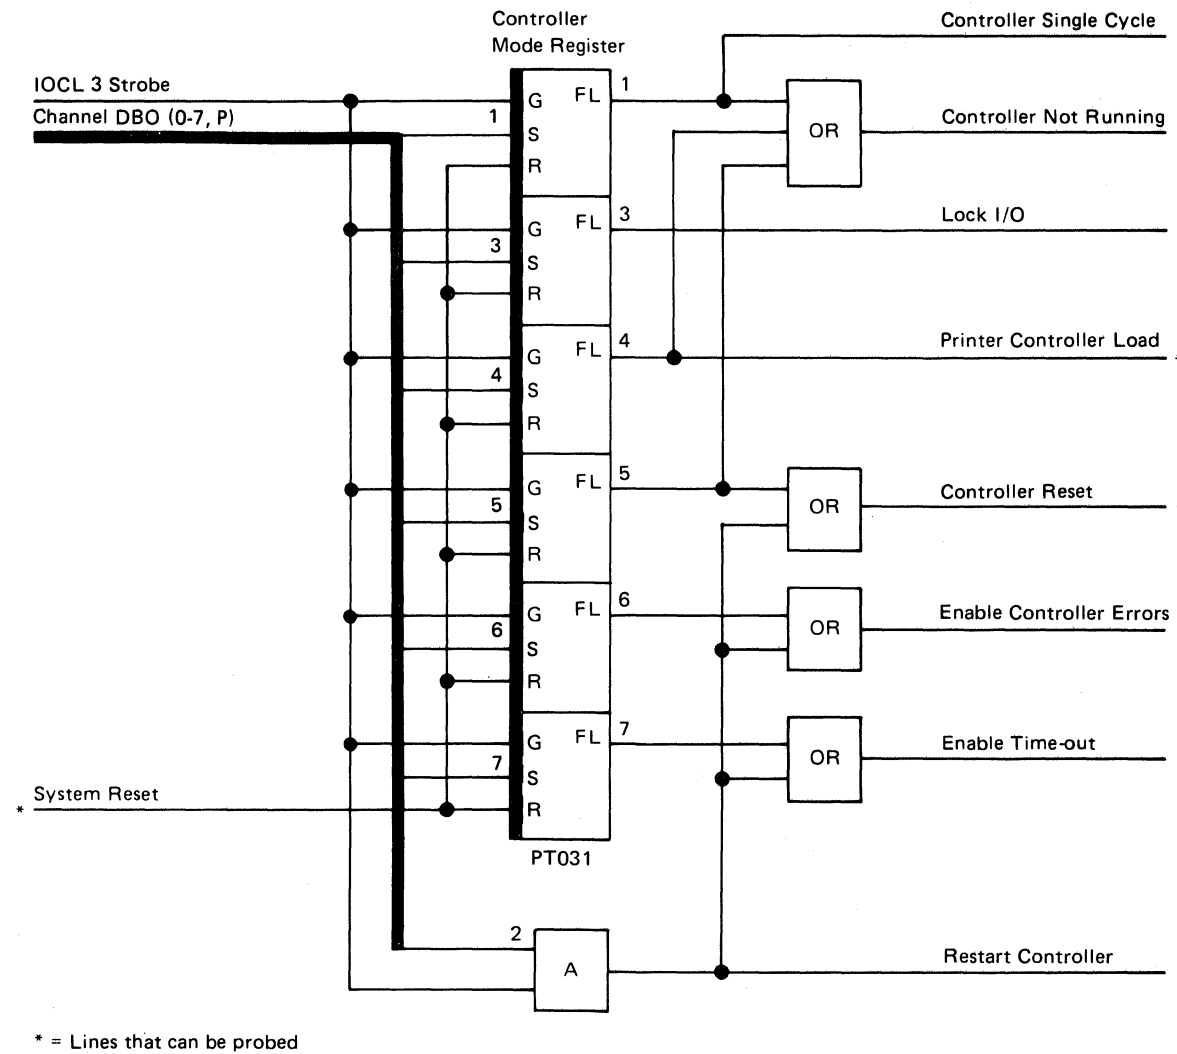 Controller
Mode Register
Controller Single Cycle
IOCL 3 Strobe
Channel DBO (0-7, P)
1
G FL
S
R
1
OR
Controller Not Running
3
G FL
S
R
3
Lock I/O
4
G FL
S
R
4
Printer Controller Load
5
G FL
S
R
5
OR
Controller Reset
6
G FL
S
R
6
OR
Enable Controller Errors
7
G FL
S
R
7
OR
Enable Time-out
* System Reset
PT031
2
A
Restart Controller
* = Lines that can be probed